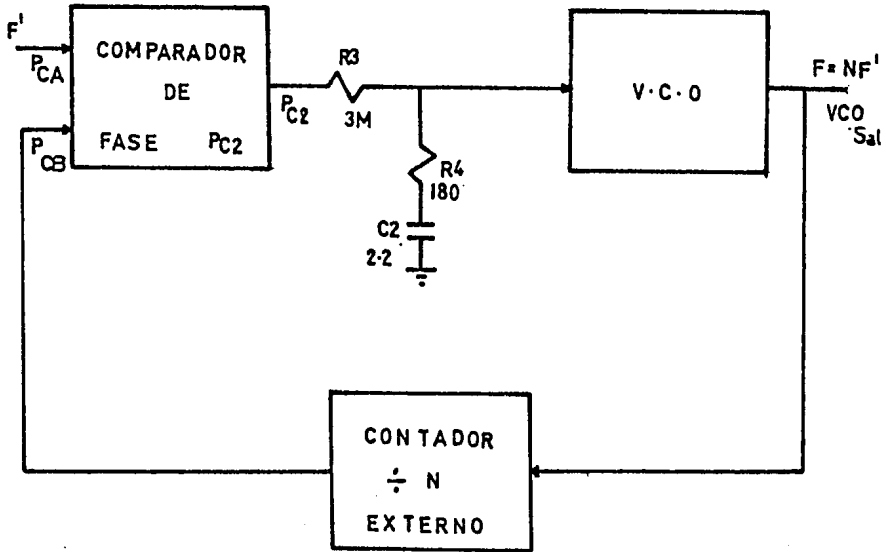 F'
PCA
PCB
COMPARADOR
DE
FASE PC2
PC2
R3
3M
R4
180
C2
2.2
V.C.O
F=NF'
VCO
Sal
CONTADOR
÷ N
EXTERNO